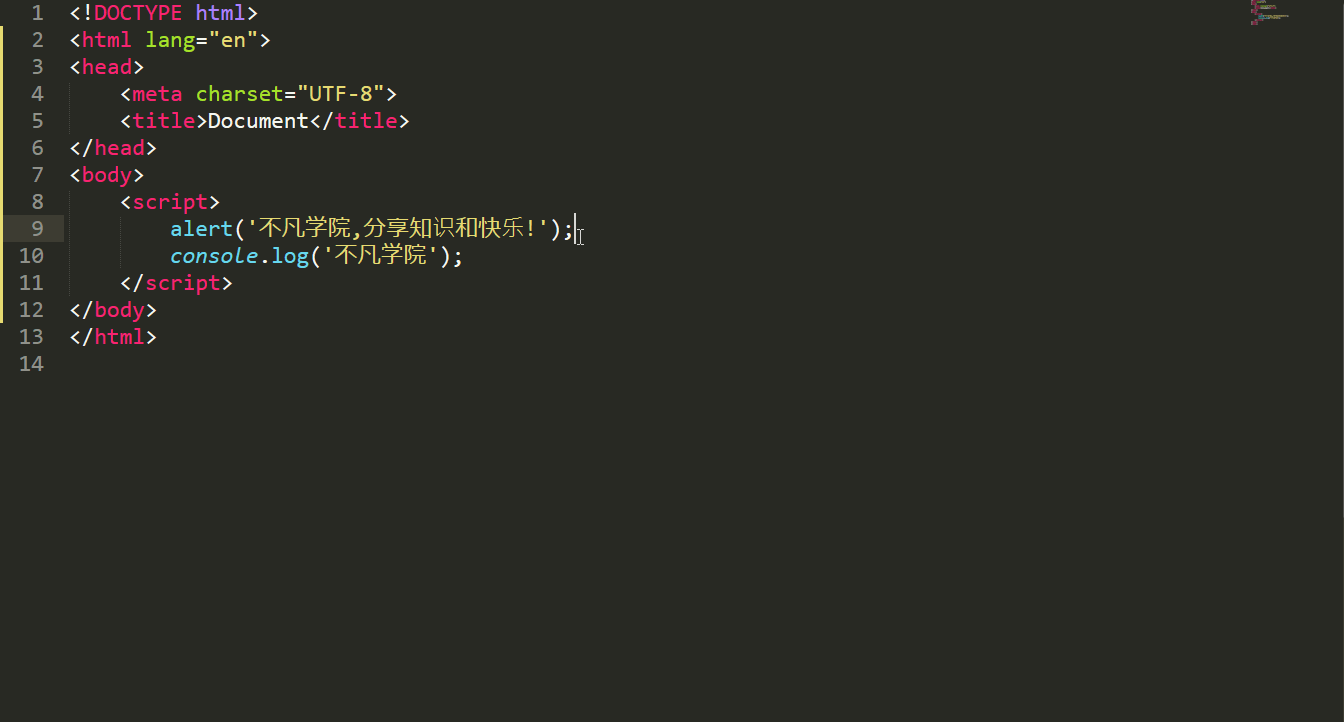 1 <!DOCTYPE html>
2 <html lang="en">
3 <head>
4     <meta charset="UTF-8">
5     <title>Document</title>
6 </head>
7 <body>
8     <script>
9         alert('不凡学院,分享知识和快乐!');
10         console.log('不凡学院');
11     </script>
12 </body>
13 </html>
14